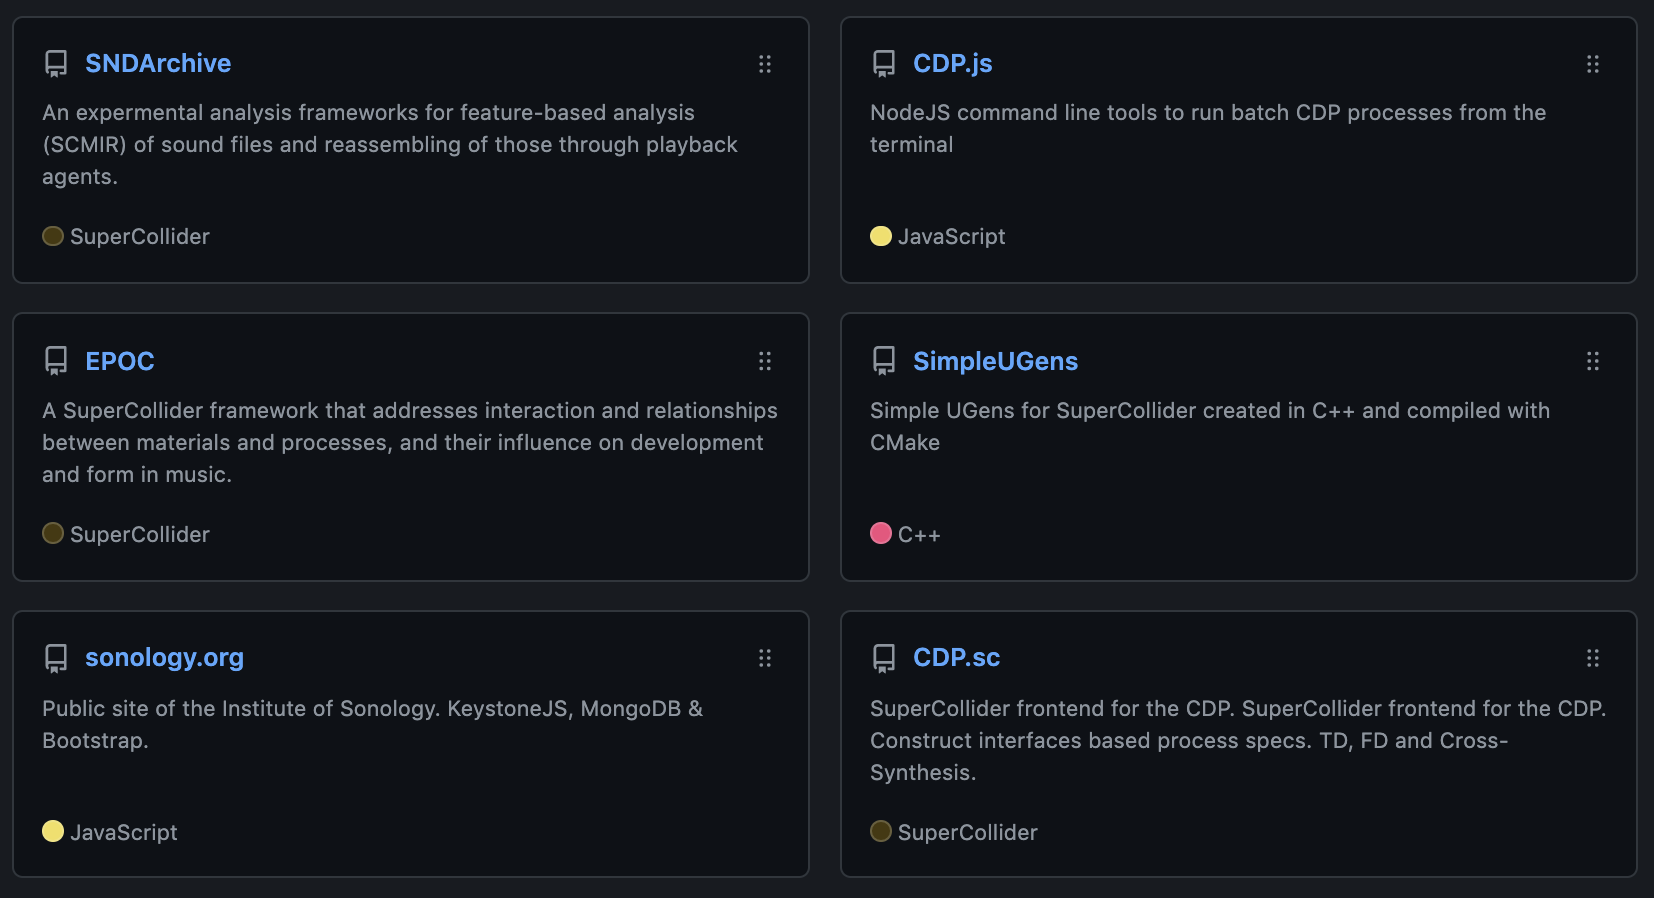 SNDArchive
An expermental analysis frameworks for feature-based analysis
(SCMIR) of sound files and reassembling of those through playback
agents.
SuperCollider
CDP.js
NodeJS command line tools to run batch CDP processes from the
terminal
JavaScript
EPOC
A SuperCollider framework that addresses interaction and relationships
between materials and processes, and their influence on development
and form in music.
SuperCollider
SimpleUGens
Simple UGens for SuperCollider created in C++ and compiled with
CMake
C++
sonology.org
Public site of the Institute of Sonology. KeystoneJS, MongoDB &
Bootstrap.
JavaScript
CDP.sc
SuperCollider frontend for the CDP. SuperCollider frontend for the CDP.
Construct interfaces based process specs. TD, FD and Cross-
Synthesis.
SuperCollider